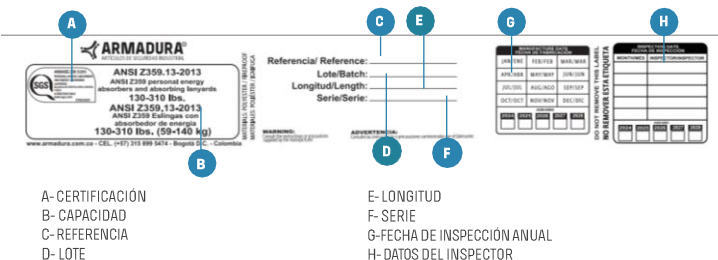 A
C
E
G
H
ARMADURA®
ARTÍCULOS DE SEGURIDAD INDUSTRIAL
SGS
ANSI Z359.13-2013
ANSI Z359 personal energy
absorbers and absorbing lanyards
130-310 lbs.
ANSI Z359,13-2013
ANSI Z359 Eslingas con
absorbedor de energía
130-310 lbs. (59-140 kg)
www.armadura.com.co - CEL. (+57) 315 899 5474 - Bogotá D.C. - Colombia
B
Referencia/ Reference:
Lote/Batch:
Longitud/Length:
Serie/Serie:
WARNING:
ADVERTENCIA:
D
F
MANUFACTURE DATE
FECHA DE FABRICACIÓN
JAN/ENE FEB/FEB MAR/MAR
APR/ABR MAY/MAY JUN/JUN
JUL/JUL AUG/AGO SEP/SEP
OCT/OCT NOV/NOV DEC/DIC
2024 2025 2026 2027 2028
DO NOT REMOVE THIS LABEL
NO REMOVER ESTA ETIQUETA
INSPECTION DATE
FECHA DE INSPECCIÓN
MONTH/MES INSPECTOR/INSPECTOR
2024 2025 2026 2027 2028
A- CERTIFICACIÓN
B- CAPACIDAD
C- REFERENCIA
D- LOTE
E- LONGITUD
F- SERIE
G-FECHA DE INSPECCIÓN ANUAL
H- DATOS DEL INSPECTOR